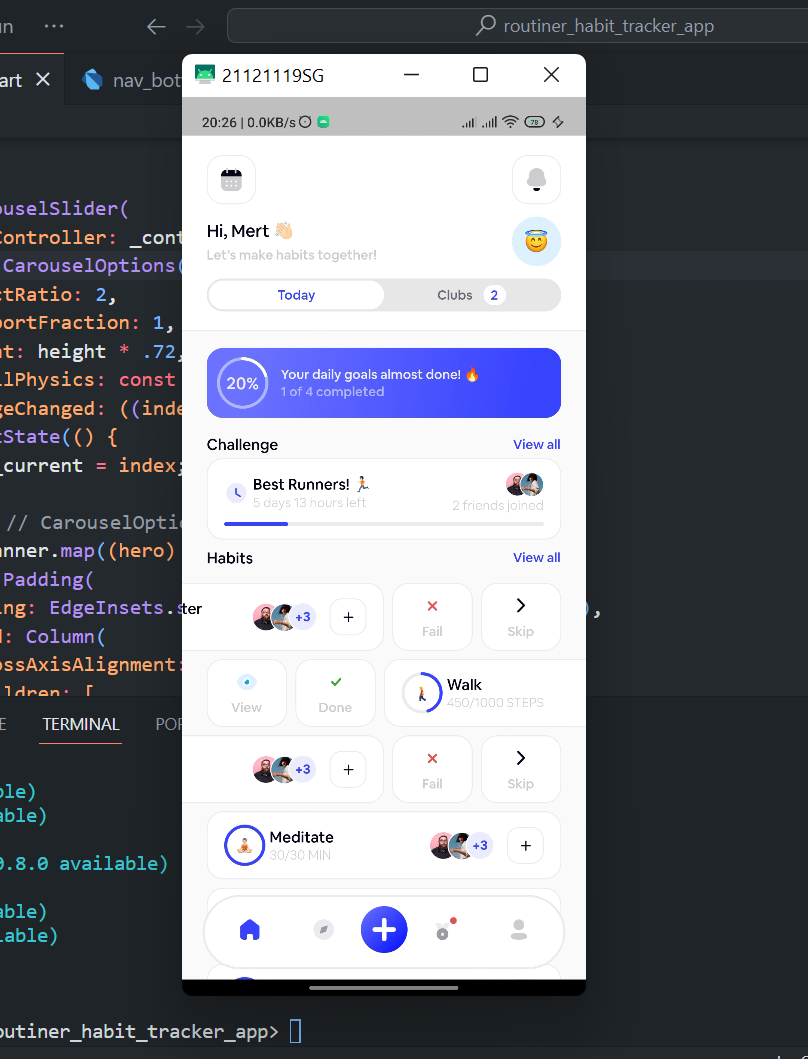 un ...
routiner_habit_tracker_app
art
nav_bot
21121119SG
20:26 | 0.0KB/s
78
Hi, Mert 👋🏻
Let's make habits together!
😇
Today
Clubs 2
20%
Your daily goals almost done! 🔥
1 of 4 completed
Challenge
View all
Best Runners! 🏃🏻
5 days 13 hours left
2 friends joined
Habits
View all
ter
+3
+
Fail
Skip
View
Done
Walk
450/1000 STEPS
+3
+
Fail
Skip
Meditate
30/30 MIN
+3
+
ouselSlider(
Controller: _cont
CarouselOptions(
ctRatio: 2,
portFraction: 1,
ht: height * .72,
llPhysics: const
geChanged: ((inde
tState(() {
_current = index;
// CarouselOptio
anner.map((hero)
Padding(
ing: EdgeInsets.s
),
d: Column(
ossAxisAlignment:
ildren: [
E
TERMINAL
POR
ble)
able)
0.8.0 available)
able)
lable)
outiner_habit_tracker_app>